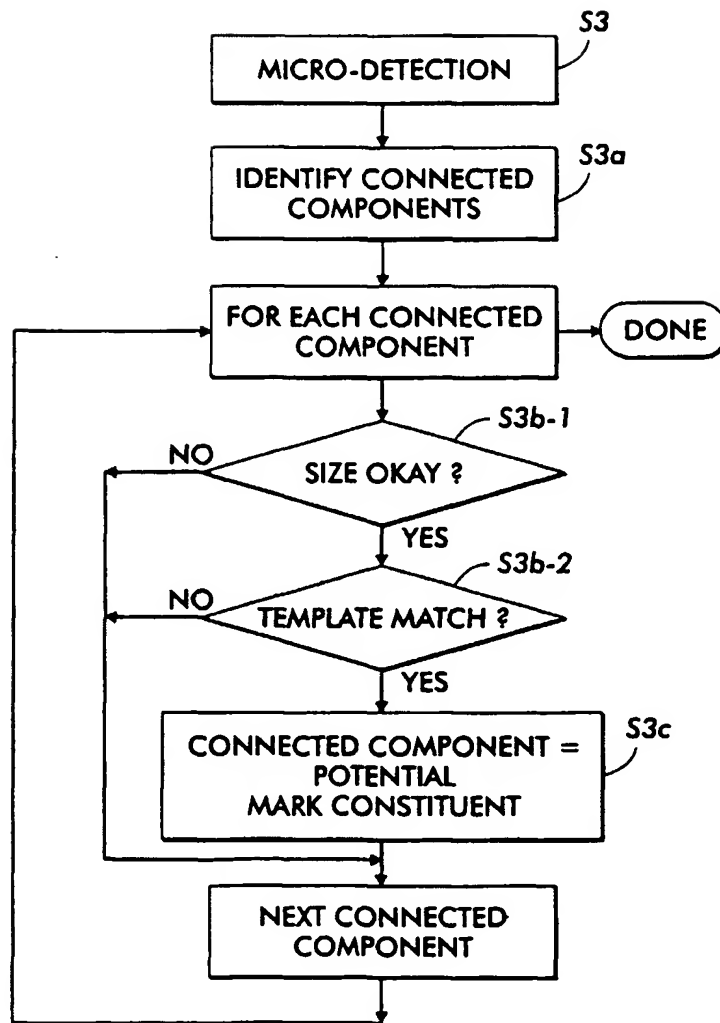 S3
MICRO-DETECTION
S3a
IDENTIFY CONNECTED
COMPONENTS
FOR EACH CONNECTED
COMPONENT
DONE
S3b-1
NO
SIZE OKAY ?
YES
S3b-2
NO
TEMPLATE MATCH ?
YES
S3c
CONNECTED COMPONENT =
POTENTIAL
MARK CONSTITUENT
NEXT CONNECTED
COMPONENT